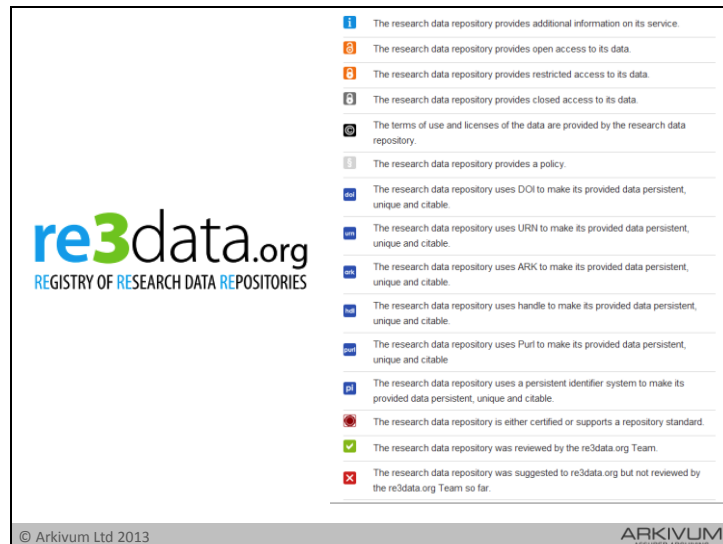 re3data.org
REGISTRY OF RESEARCH DATA REPOSITORIES
i
The research data repository provides additional information on its service.
The research data repository provides open access to its data.
The research data repository provides restricted access to its data.
The research data repository provides closed access to its data.
©
The terms of use and licenses of the data are provided by the research data
repository.
§
The research data repository provides a policy.
doi
The research data repository uses DOI to make its provided data persistent,
unique and citable.
urn
The research data repository uses URN to make its provided data persistent,
unique and citable.
ark
The research data repository uses ARK to make its provided data persistent,
unique and citable.
hdl
The research data repository uses handle to make its provided data persistent,
unique and citable.
purl
The research data repository uses Purl to make its provided data persistent,
unique and citable
pi
The research data repository uses a persistent identifier system to make its
provided data persistent, unique and citable.
The research data repository is either certified or supports a repository standard.
The research data repository was reviewed by the re3data.org Team.
The research data repository was suggested to re3data.org but not reviewed by
the re3data.org Team so far.
© Arkivum Ltd 2013
ARKIVUM